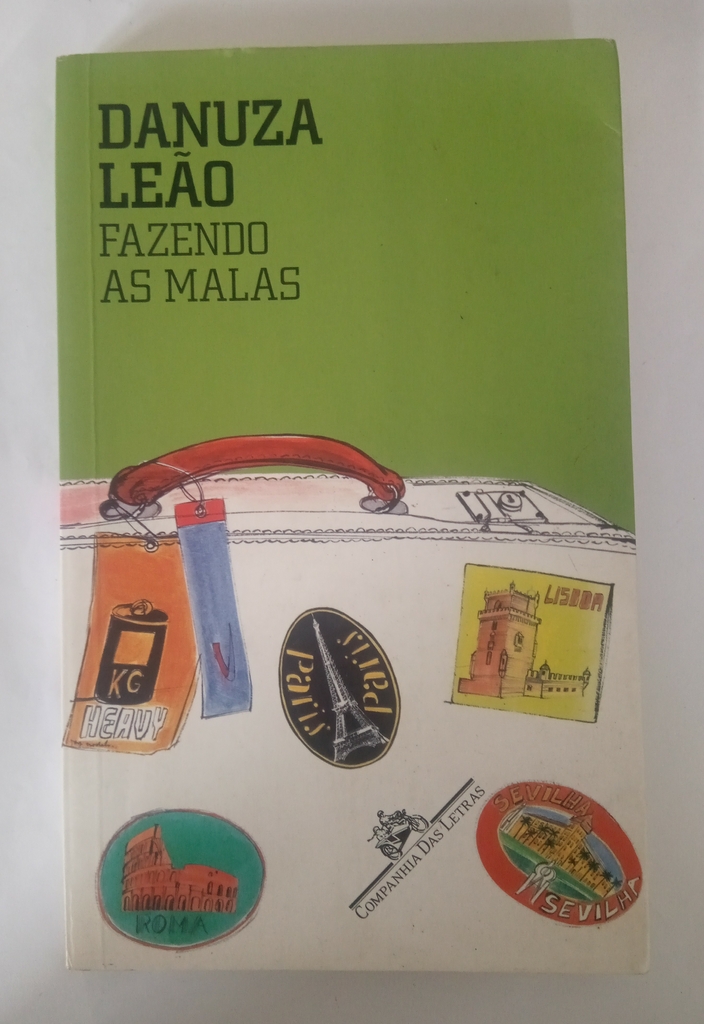 DANUZA
LEÃO
FAZENDO
AS MALAS
KG
HEAVY
paris
paris
LISBOA
COMPANHIA DAS LETRAS
SEVILHA
SEVILHA
ROMA